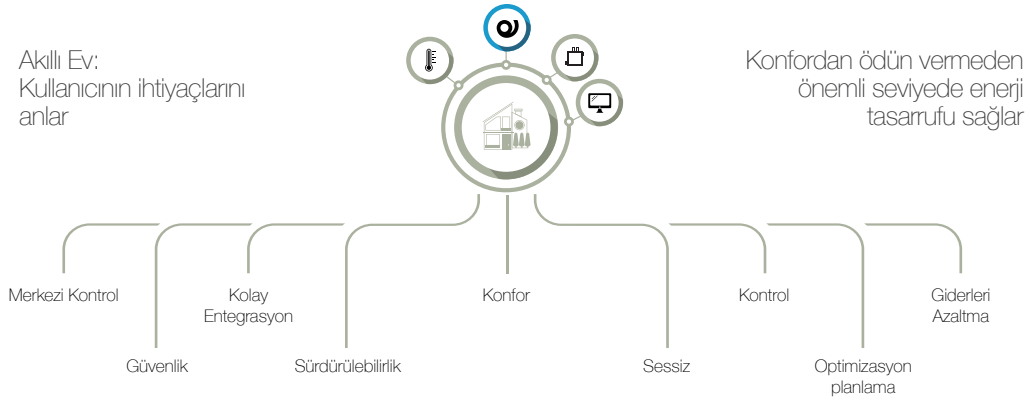 Akıllı Ev:
Kullanıcının ihtiyaçlarını
anlar
Konfordan ödün vermeden
önemli seviyede enerji
tasarrufu sağlar
Merkezi Kontrol
Güvenlik
Kolay
Entegrasyon
Sürdürülebilirlik
Konfor
Sessiz
Kontrol
Optimizasyon
planlama
Giderleri
Azaltma